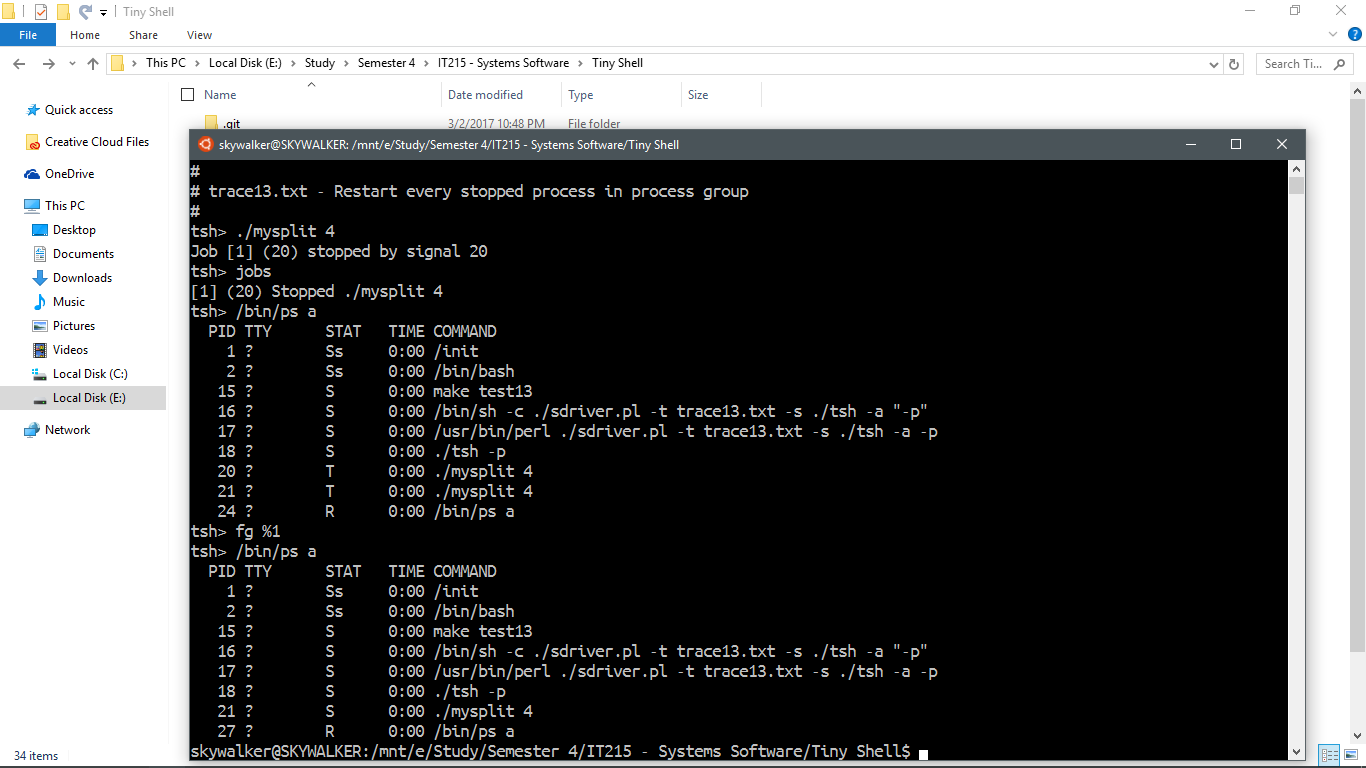 Tiny Shell
File Home Share View
This PC > Local Disk (E:) > Study > Semester 4 > IT215 - Systems Software > Tiny Shell
Search Ti...
Name Date modified Type Size
.git 3/2/2017 10:48 PM File folder
Quick access
Creative Cloud Files
OneDrive
This PC
Desktop
Documents
Downloads
Music
Pictures
Videos
Local Disk (C:)
Local Disk (E:)
Network
34 items
skywalker@SKYWALKER: /mnt/e/Study/Semester 4/IT215 - Systems Software/Tiny Shell
#
# trace13.txt - Restart every stopped process in process group
#
tsh> ./mysplit 4
Job [1] (20) stopped by signal 20
tsh> jobs
[1] (20) Stopped ./mysplit 4
tsh> /bin/ps a
PID TTY STAT TIME COMMAND
1 ? Ss 0:00 /init
2 ? Ss 0:00 /bin/bash
15 ? S 0:00 make test13
16 ? S 0:00 /bin/sh -c ./sdriver.pl -t trace13.txt -s ./tsh -a "-p"
17 ? S 0:00 /usr/bin/perl ./sdriver.pl -t trace13.txt -s ./tsh -a -p
18 ? S 0:00 ./tsh -p
20 ? T 0:00 ./mysplit 4
21 ? T 0:00 ./mysplit 4
24 ? R 0:00 /bin/ps a
tsh> fg %1
tsh> /bin/ps a
PID TTY STAT TIME COMMAND
1 ? Ss 0:00 /init
2 ? Ss 0:00 /bin/bash
15 ? S 0:00 make test13
16 ? S 0:00 /bin/sh -c ./sdriver.pl -t trace13.txt -s ./tsh -a "-p"
17 ? S 0:00 /usr/bin/perl ./sdriver.pl -t trace13.txt -s ./tsh -a -p
18 ? S 0:00 ./tsh -p
21 ? S 0:00 ./mysplit 4
27 ? R 0:00 /bin/ps a
skywalker@SKYWALKER:/mnt/e/Study/Semester 4/IT215 - Systems Software/Tiny Shell$